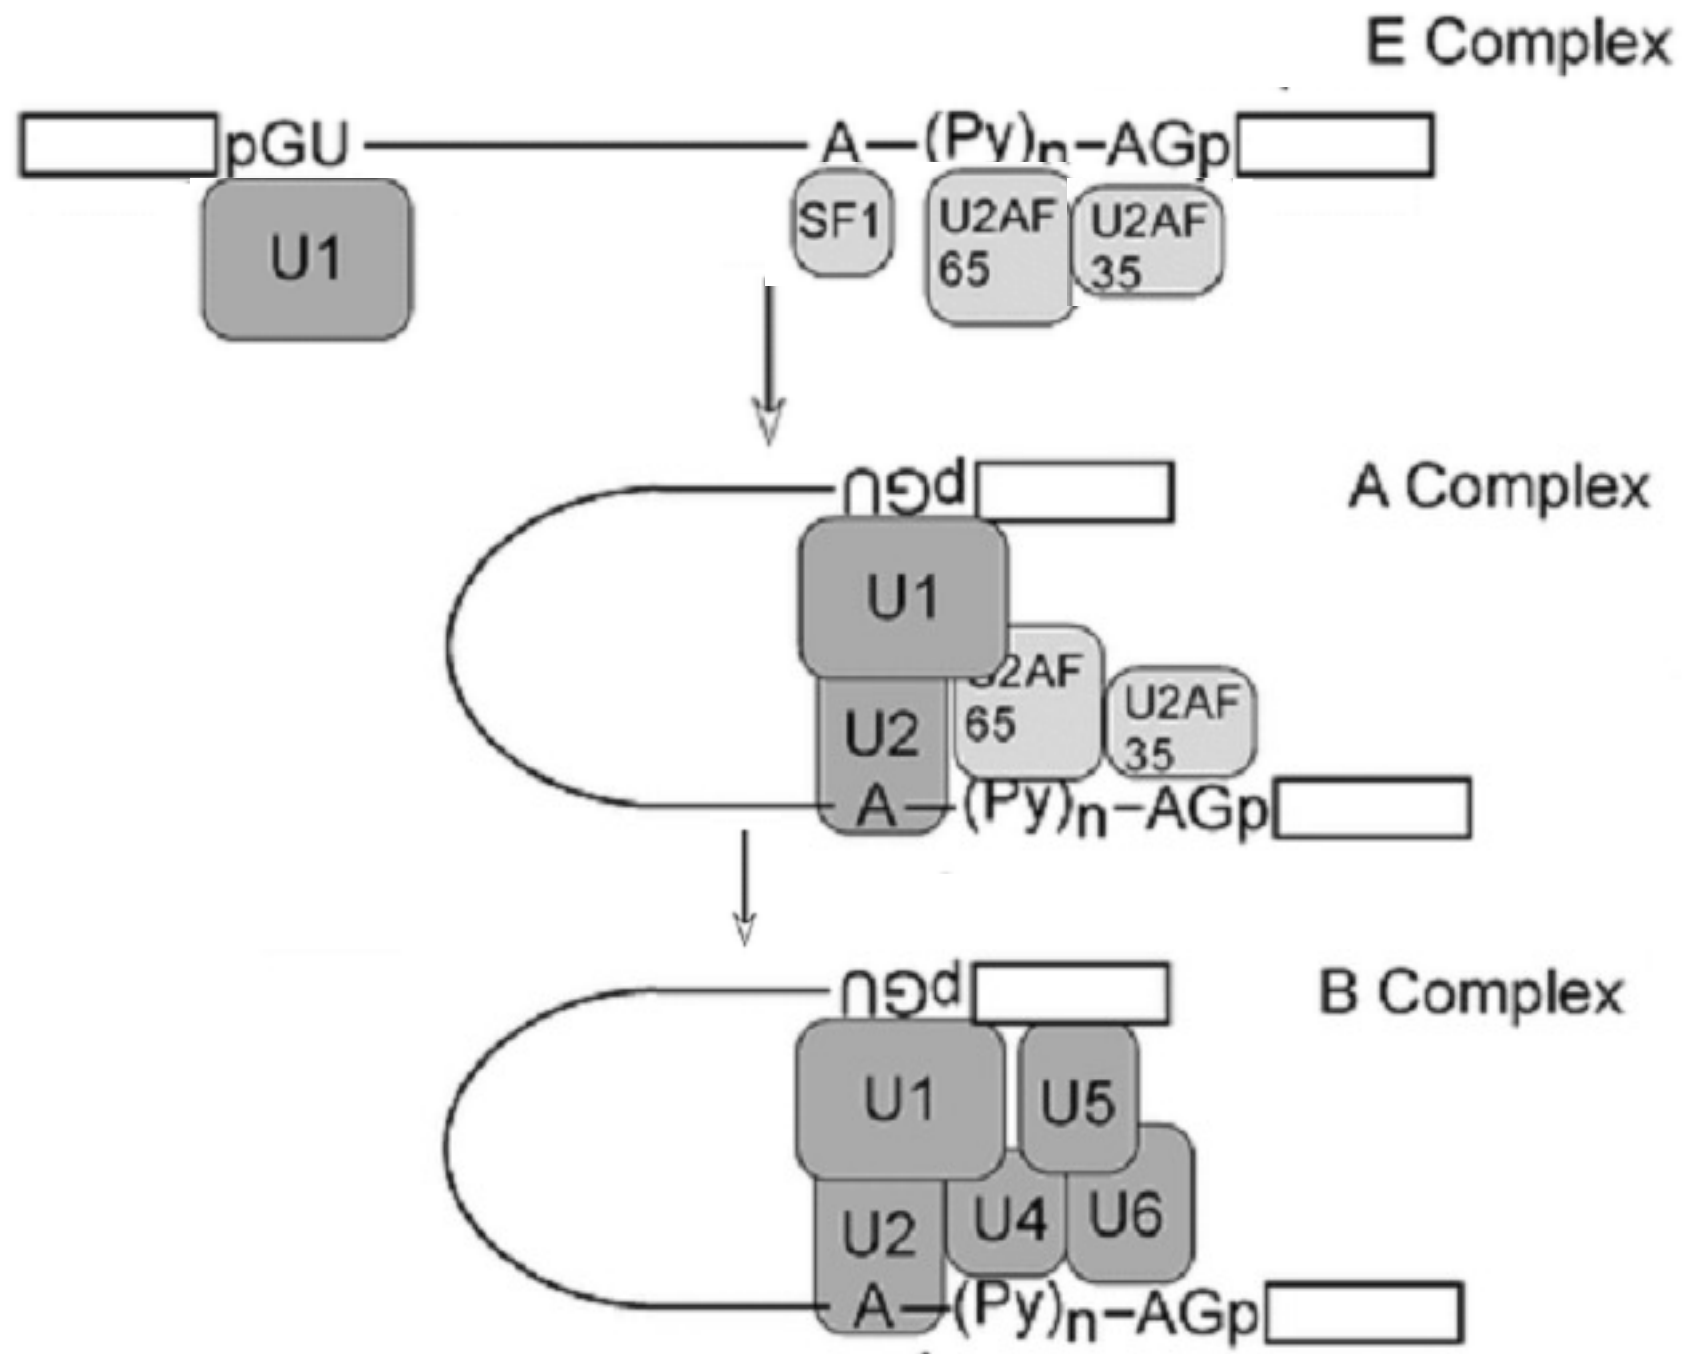 E Complex
pGU A (Py)n-AGp
U1
SF1
U2AF
65
U2AF
35
pGU
A Complex
U1
U2AF
65
U2AF
35
U2
A (Py)n-AGp
pGU
B Complex
U1
U5
U2
U4
U6
A (Py)n-AGp